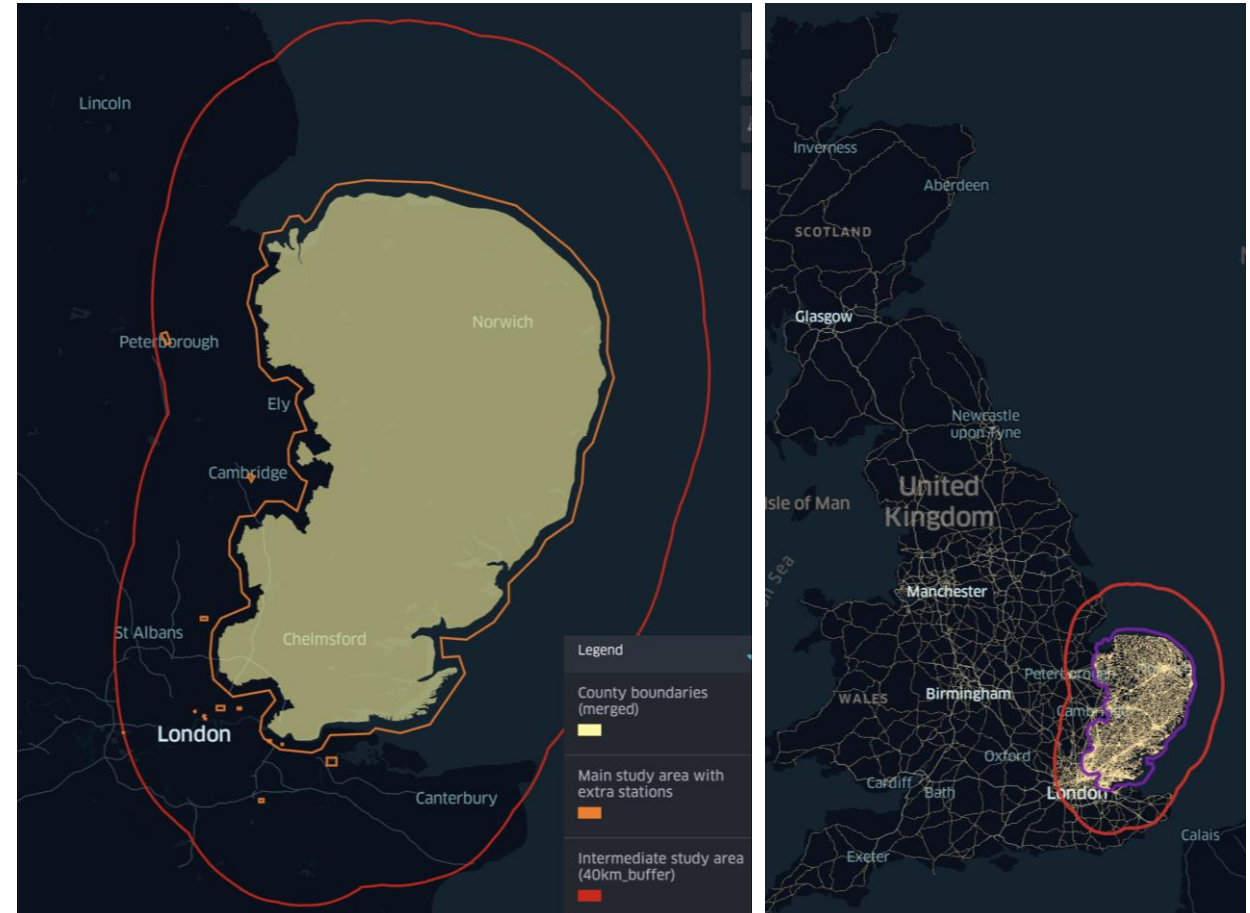 Lincoln
Norwich
Peterborough
Ely
Cambridge
St Albans
Chelmsford
London
Canterbury
Legend
County boundaries
(merged)
Main study area with
extra stations
Intermediate study area
(40km_buffer)
Inverness
Aberdeen
SCOTLAND
Glasgow
Newcastle
upon Tyne
United
Kingdom
Isle of Man
Manchester
Peterborough
WALES
Birmingham
Oxford
Cardiff
Bath
London
Calais
Exeter